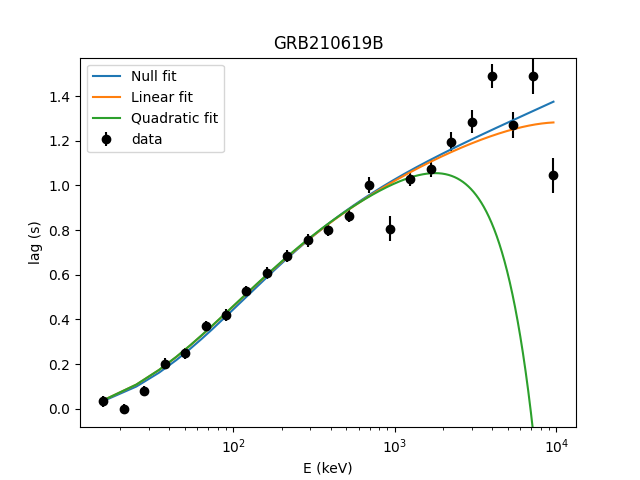 GRB210619B
Null fit
Linear fit
Quadratic fit
data
lag (s)
1.4
1.2
1.0
0.8
0.6
0.4
0.2
0.0
10² 10³ 10⁴
E (keV)